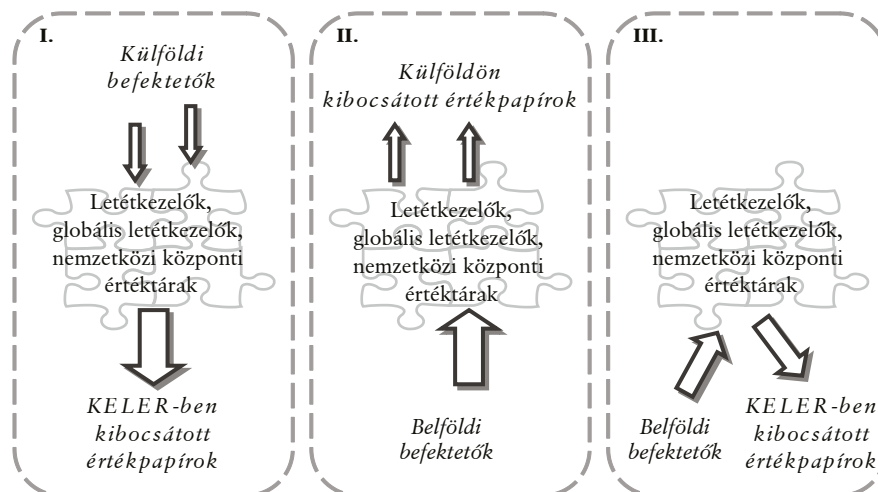 I.
Külföldi
befektetők
Letétkezelők,
globális letétkezelők,
nemzetközi központi
értéktárak
KELER-ben
kibocsátott
értékpapírok
II.
Külföldön
kibocsátott értékpapírok
Letétkezelők,
globális letétkezelők,
nemzetközi központi
értéktárak
Belföldi
befektetők
III.
Letétkezelők,
globális letétkezelők,
nemzetközi központi
értéktárak
Belföldi
befektetők
KELER-ben
kibocsátott
értékpapírok